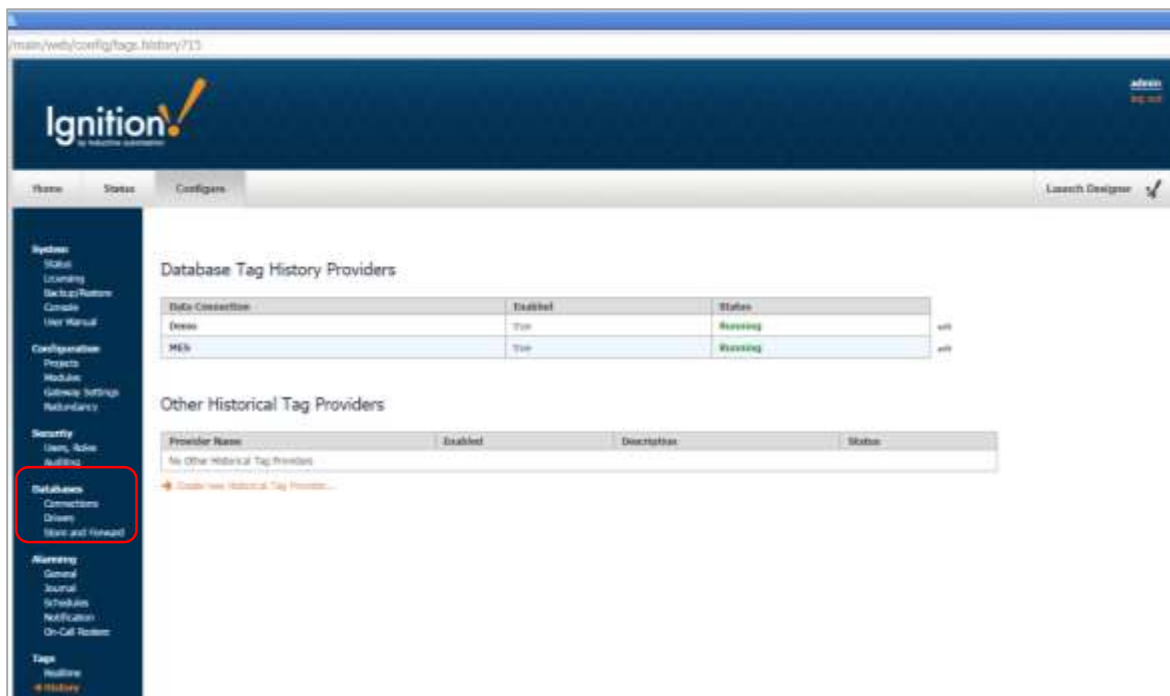 /main/web/config/tags.history?15
admin
log out
Ignition!
by inductive automation
Home Status Configure Launch Designer
System
Status
Licensing
Backup/Restore
Console
User Manual
Configuration
Projects
Modules
Gateway Settings
Redundancy
Security
Users, Roles
Auditing
Databases
Connections
Drivers
Store and Forward
Alarming
General
Journal
Schedules
Notification
On-Call Rosters
Tags
Realtime
History
Database Tag History Providers
Data Connection Enabled Status
Demo true Running edit
MES true Running edit
Other Historical Tag Providers
Provider Name Enabled Description Status
No Other Historical Tag Providers
Create new Historical Tag Provider...